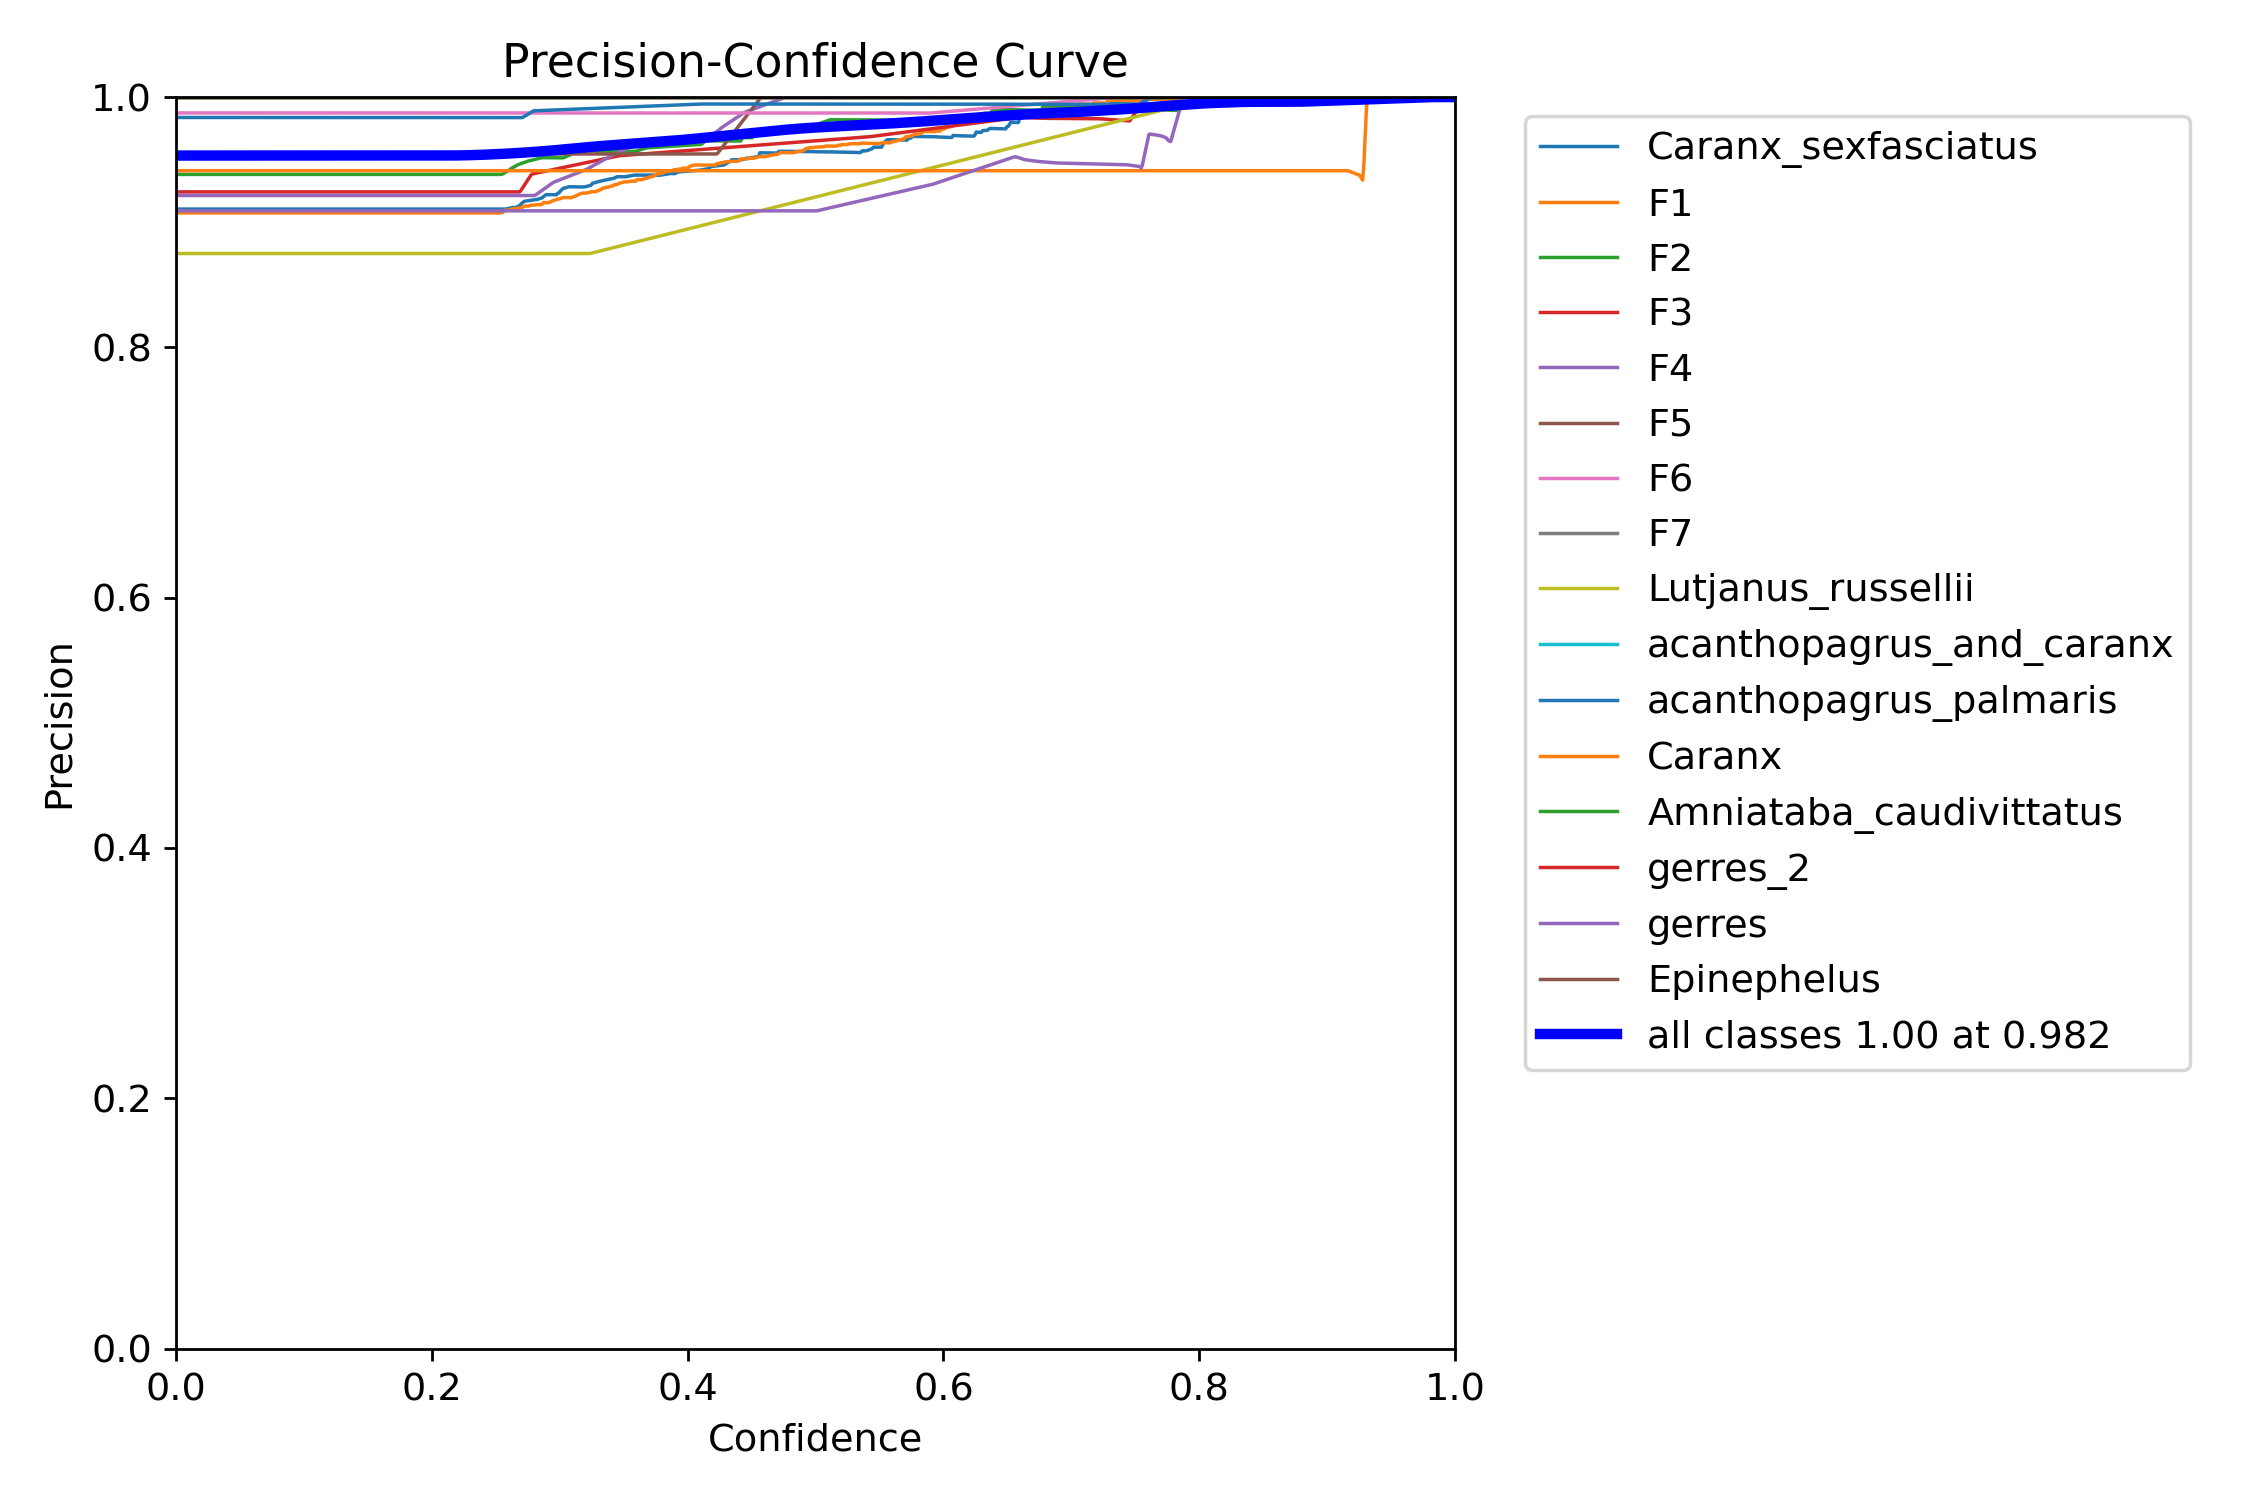 Precision-Confidence Curve
1.0
0.8
0.6
0.4
0.2
0.0
Precision
0.0 0.2 0.4 0.6 0.8 1.0
Confidence
Caranx_sexfasciatus
F1
F2
F3
F4
F5
F6
F7
Lutjanus_russellii
acanthopagrus_and_caranx
acanthopagrus_palmaris
Caranx
Amniataba_caudivittatus
gerres_2
gerres
Epinephelus
all classes 1.00 at 0.982